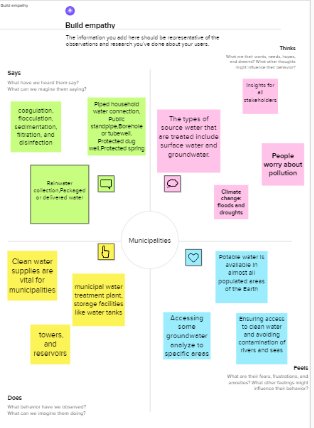 Build empathy
Build empathy
The information you add here should be representative of the
observations and research you've done about your users.
Thinks
What are their wants, needs, hopes,
and dreams? What other thoughts
might influence their behavior?
Says
What have we heard them say?
What can we imagine them saying?
Insights for
all
stakeholders
coagulation,
flocculation,
sedimentation,
filtration, and
disinfection
Piped household
water connection,
Public
standpipe,Borehole
or tubewell,
Protected dug
well,Protected spring
The types of
source water that
are treated include
surface water and
groundwater.
People
worry about
pollution
Rainwater
collection,Packaged
or delivered water
Climate
change:
floods and
droughts
Municipalities
Clean water
supplies are
vital for
municipalities
municipal water
treatment plant,
storage facilities
like water tanks
towers,
and
reservoirs
Potable water is
available in
almost all
populated areas
of the Earth
Accessing
some
groundwater
analyze to
specific areas
Ensuring access
to clean water
and avoiding
contamination of
rivers and seas
Feels
What are their fears, frustrations, and
anxieties? What other feelings might
influence their behavior?
Does
What behavior have we observed?
What can we imagine them doing?